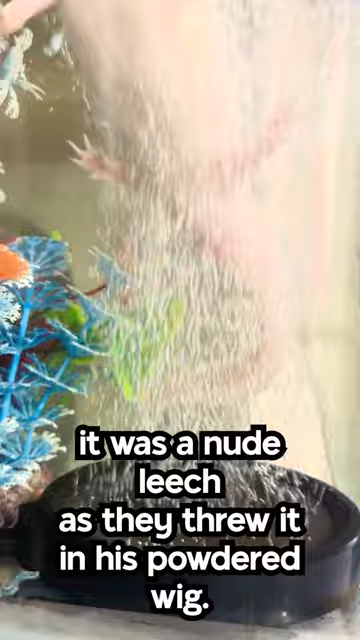 it was a nude
leech
as they threw it
in his powdered
wig.